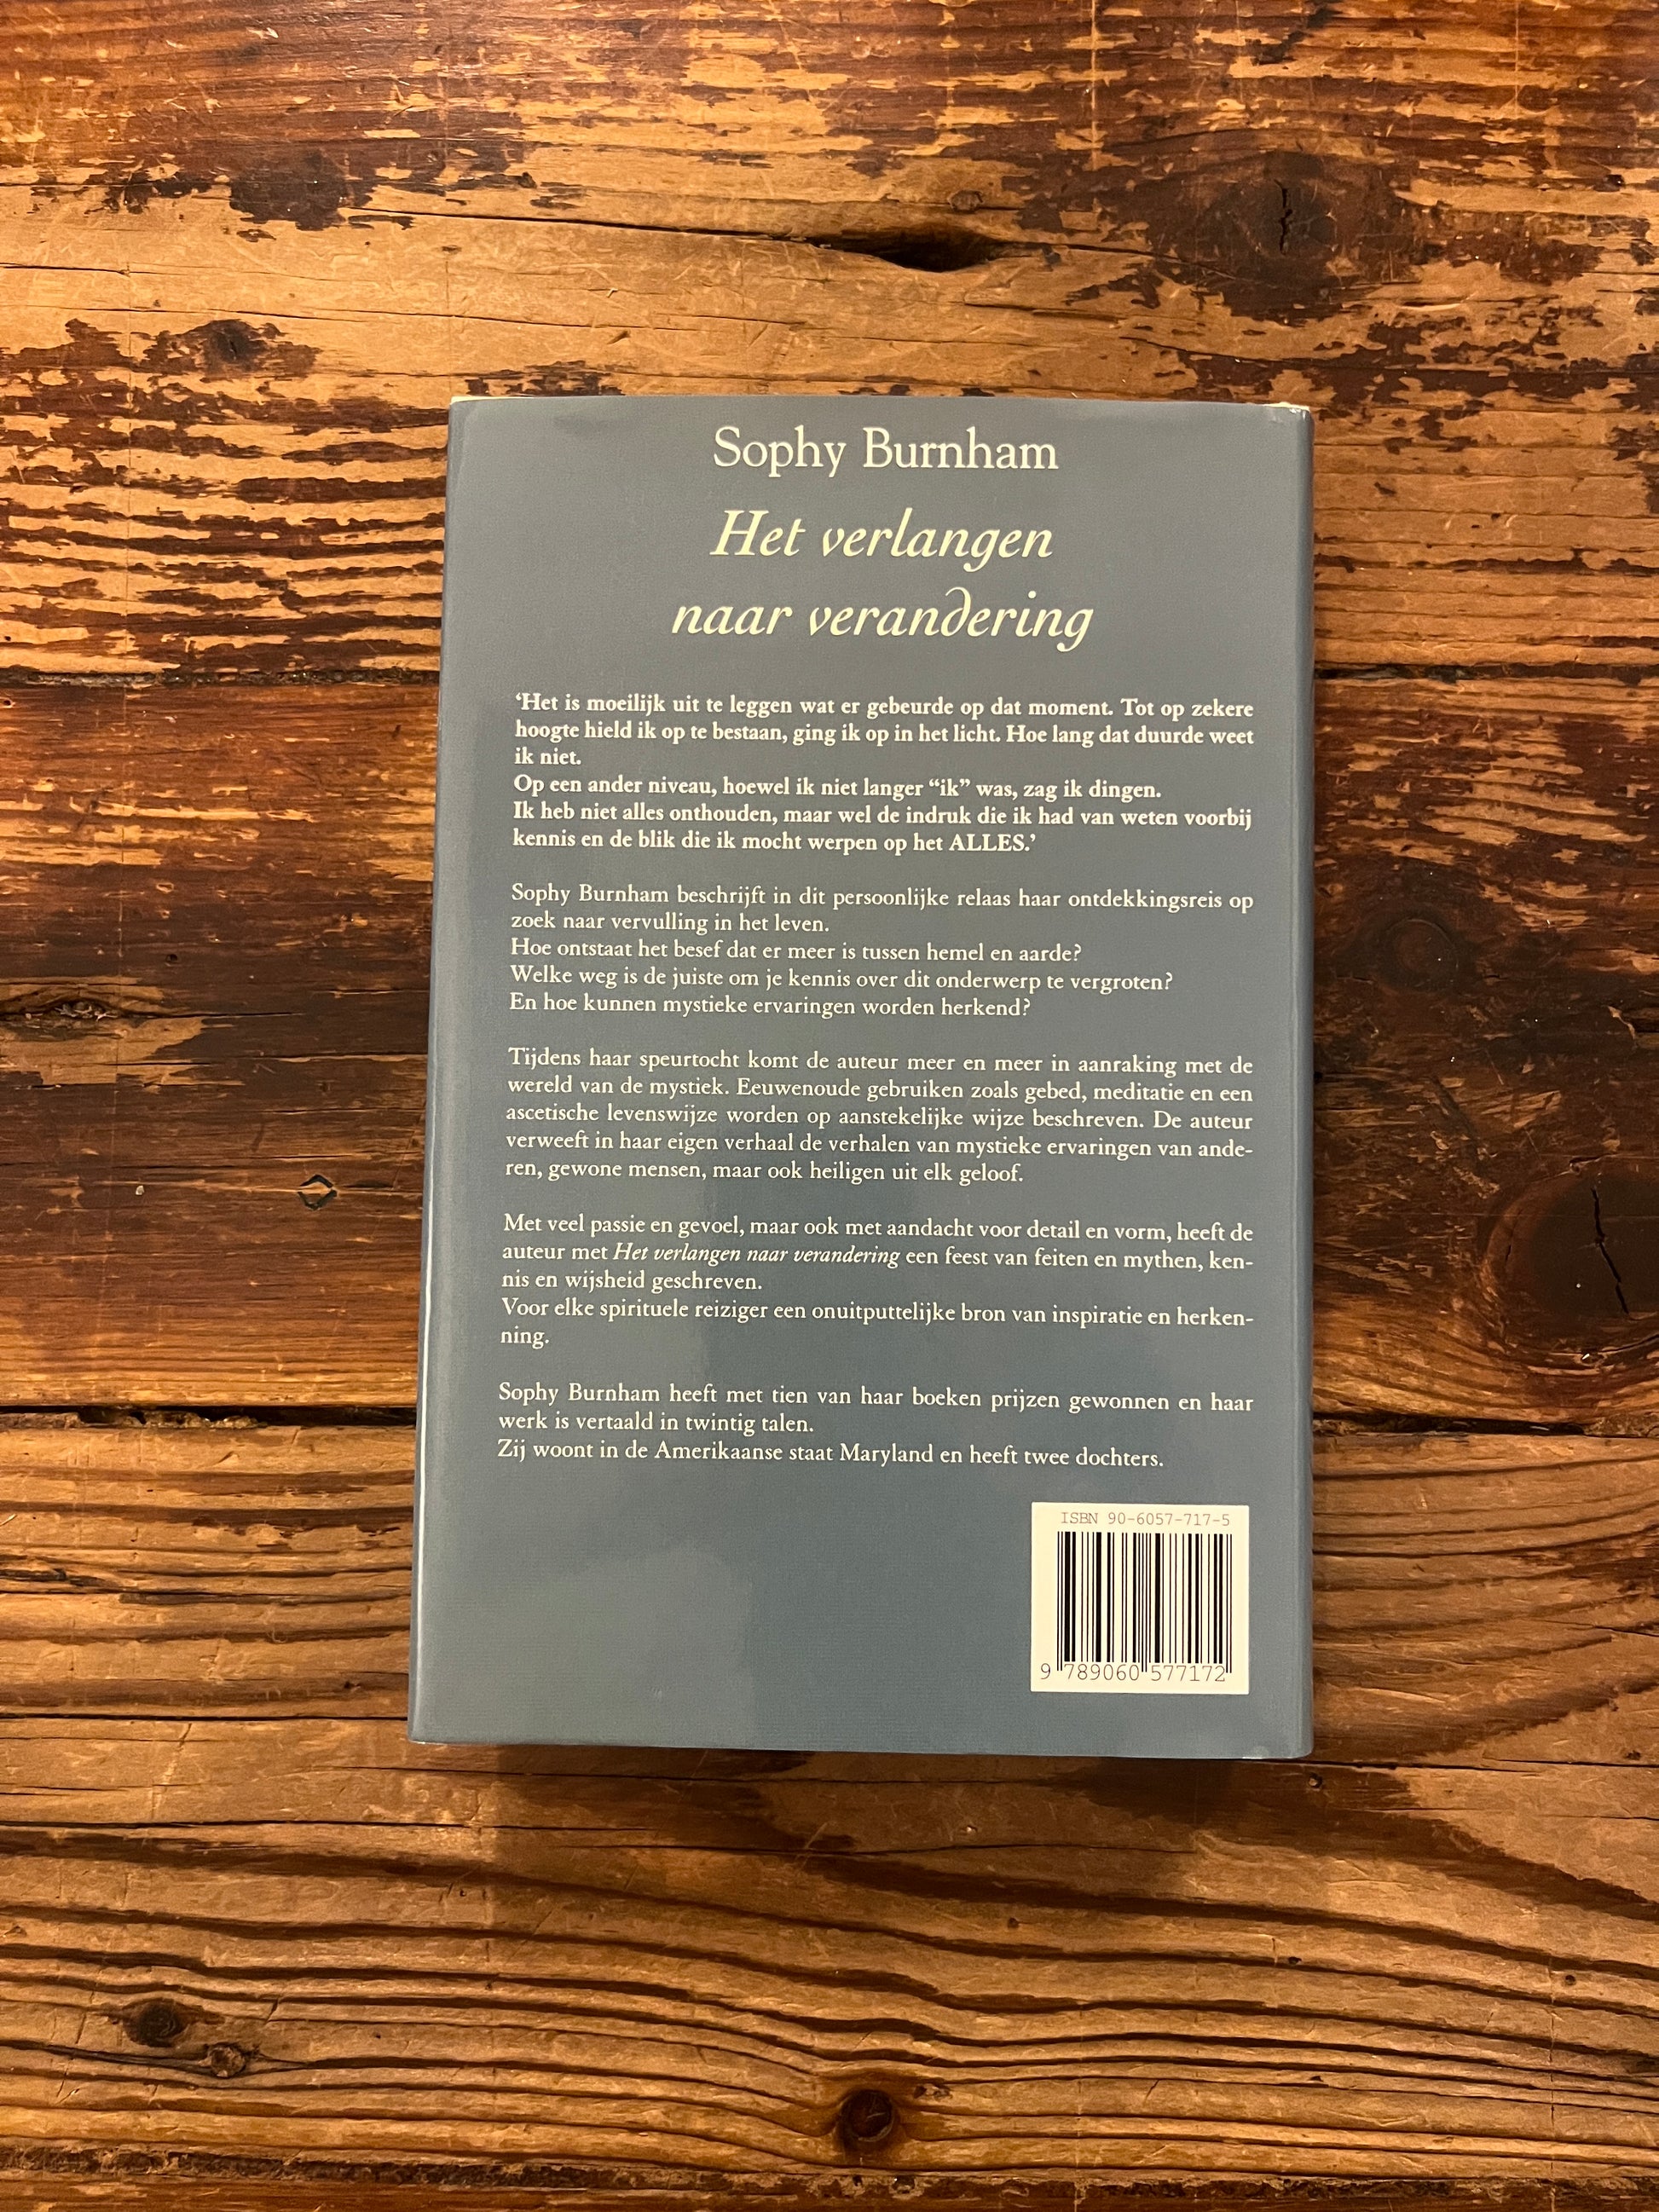 Sophy Burnham
Het verlangen
naar verandering
‘Het is moeilijk uit te leggen wat er gebeurde op dat moment. Tot op zekere
hoogte hield ik op te bestaan, ging ik op in het licht. Hoe lang dat duurde weet
ik niet.
Op een ander niveau, hoewel ik niet langer “ik” was, zag ik dingen.
Ik heb niet alles onthouden, maar wel de indruk die ik had van weten voorbij
kennis en de blik die ik mocht werpen op het ALLES.’
Sophy Burnham beschrijft in dit persoonlijke relaas haar ontdekkingsreis op
zoek naar vervulling in het leven.
Hoe ontstaat het besef dat er meer is tussen hemel en aarde?
Welke weg is de juiste om je kennis over dit onderwerp te vergroten?
En hoe kunnen mystieke ervaringen worden herkend?
Tijdens haar speurtocht komt de auteur meer en meer in aanraking met de
wereld van de mystiek. Eeuwenoude gebruiken zoals gebed, meditatie en een
ascetische levenswijze worden op aanstekelijke wijze beschreven. De auteur
verweeft in haar eigen verhaal de verhalen van mystieke ervaringen van ande-
ren, gewone mensen, maar ook heiligen uit elk geloof.
Met veel passie en gevoel, maar ook met aandacht voor detail en vorm, heeft de
auteur met Het verlangen naar verandering een feest van feiten en mythen, ken-
nis en wijsheid geschreven.
Voor elke spirituele reiziger een onuitputtelijke bron van inspiratie en herken-
ning.
Sophy Burnham heeft met tien van haar boeken prijzen gewonnen en haar
werk is vertaald in twintig talen.
Zij woont in de Amerikaanse staat Maryland en heeft twee dochters.
ISBN 90-6057-717-5
9 789060 577172